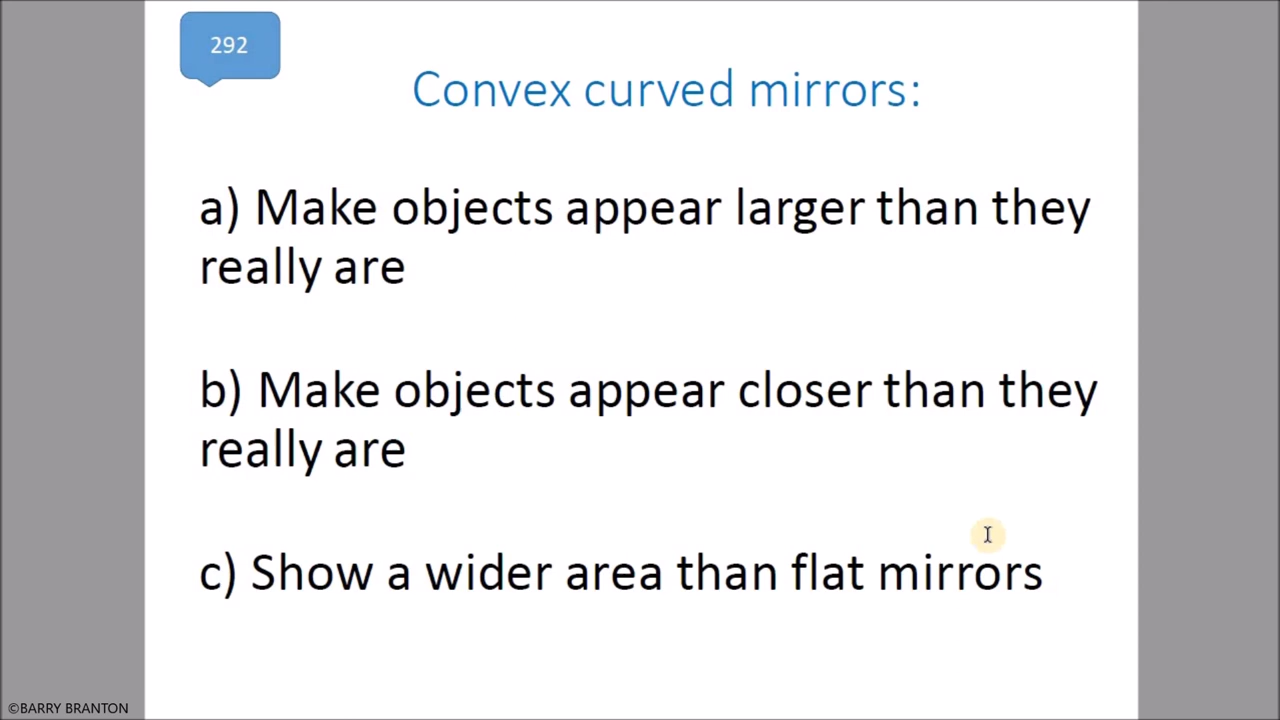 292
Convex curved mirrors:
a) Make objects appear larger than they
really are
b) Make objects appear closer than they
really are
c) Show a wider area than flat mirrors
©BARRY BRANTON